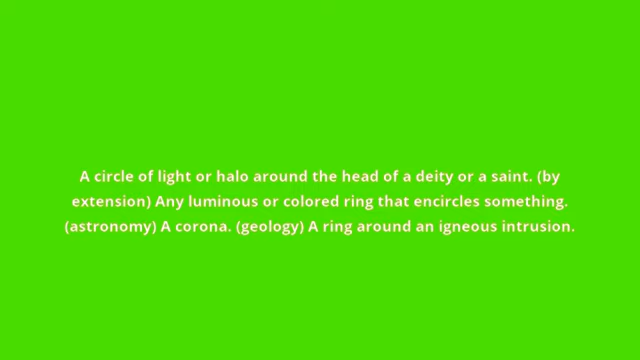 A circle of light or halo around the head of a deity or a saint. (by
extension) Any luminous or colored ring that encircles something.
(astronomy) A corona. (geology) A ring around an igneous intrusion.